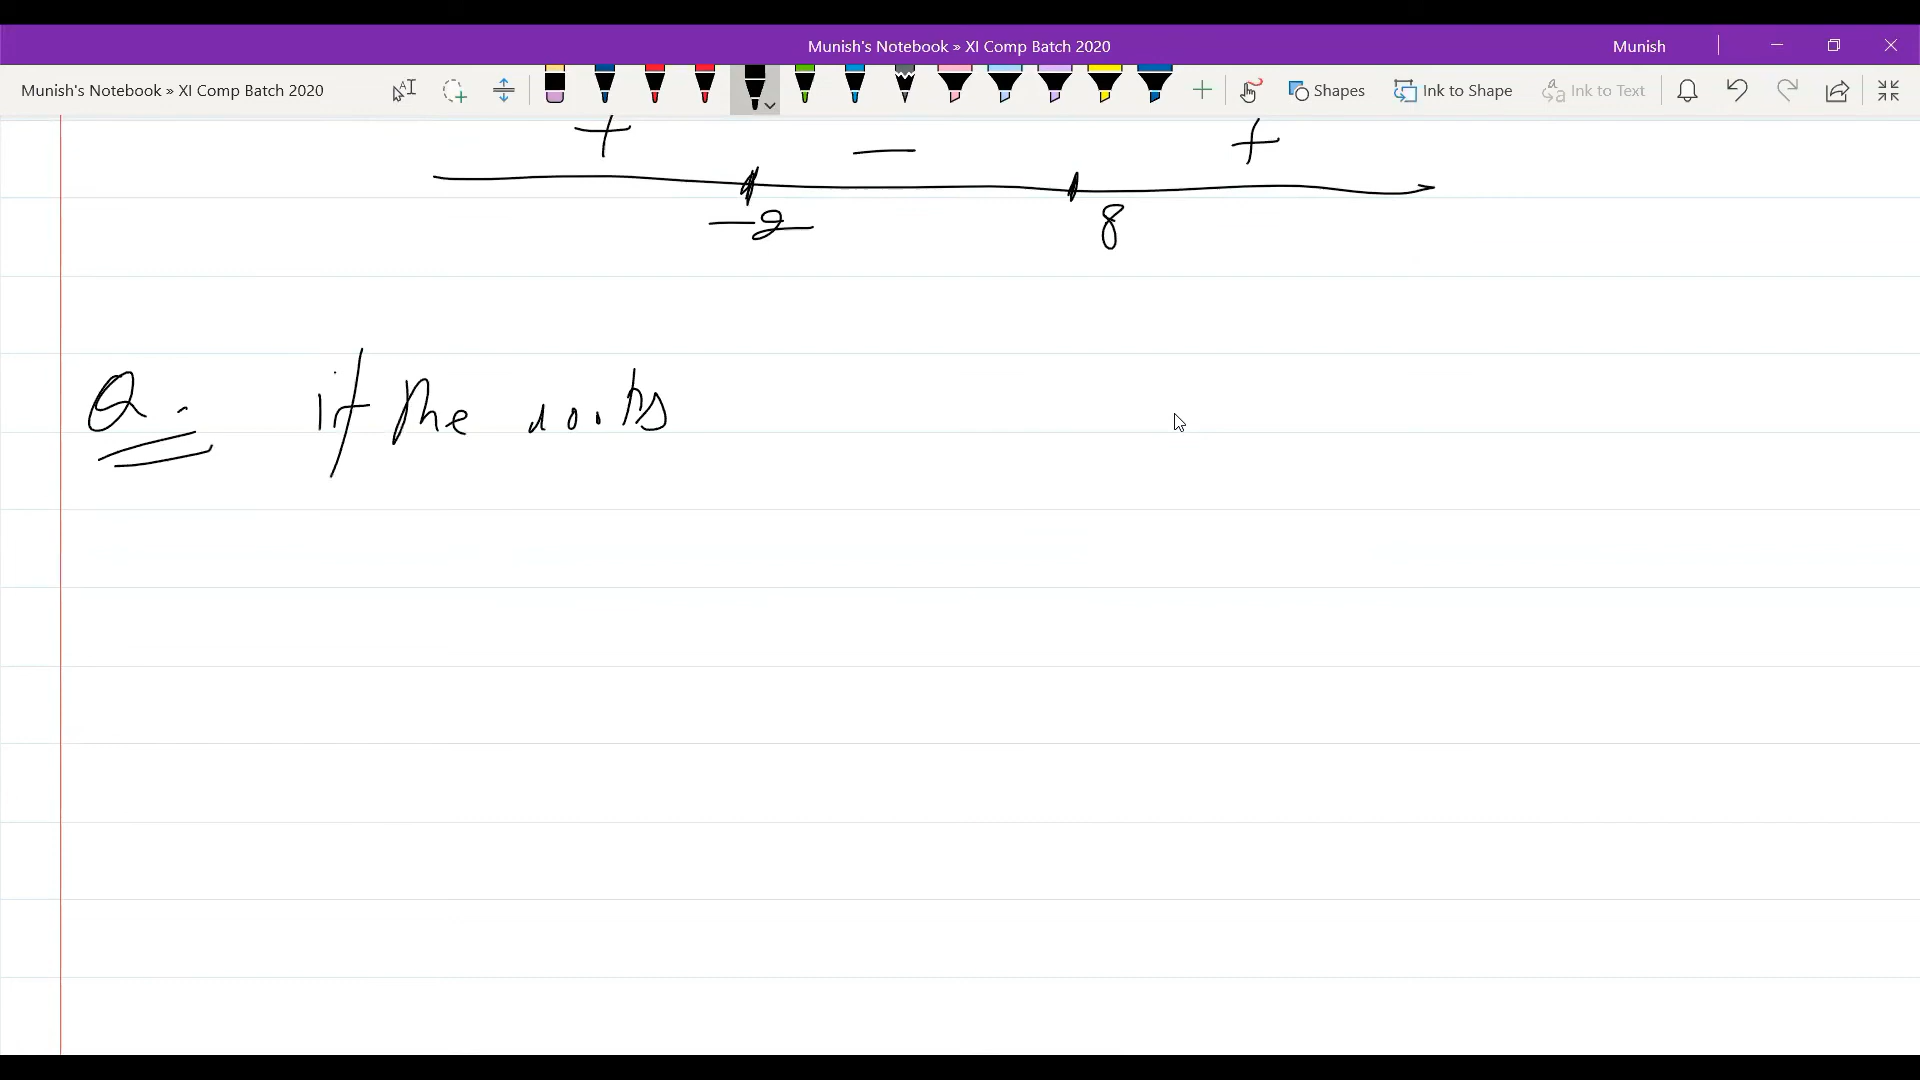 Munish's Notebook » XI Comp Batch 2020
Munish
Munish's Notebook » XI Comp Batch 2020
Shapes
Ink to Shape
Ink to Text
+ − +
−2 8
Q. if the roots